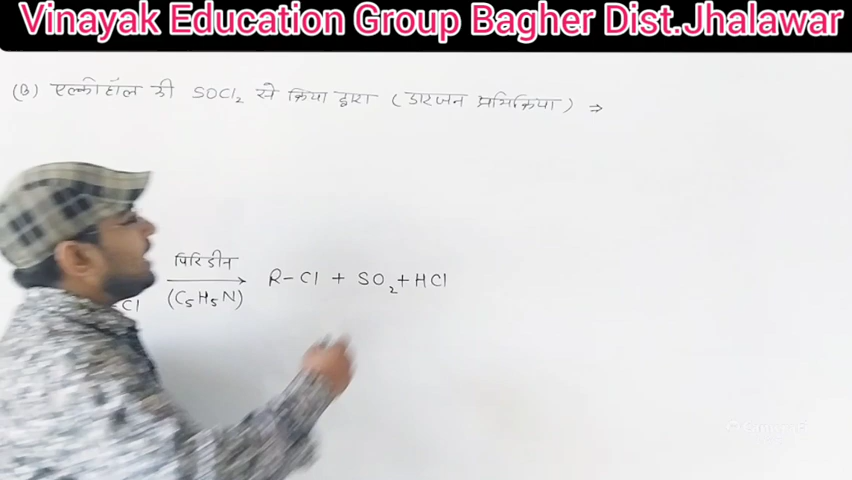 Vinayak Education Group Bagher Dist.Jhalawar
(B) एल्कोहॉल की SOCl₂ से क्रिया द्वारा (डारजन अभिक्रिया) ⇒
पिरिडीन
-Cl → R-Cl + SO₂ + HCl
(C₅H₅N)